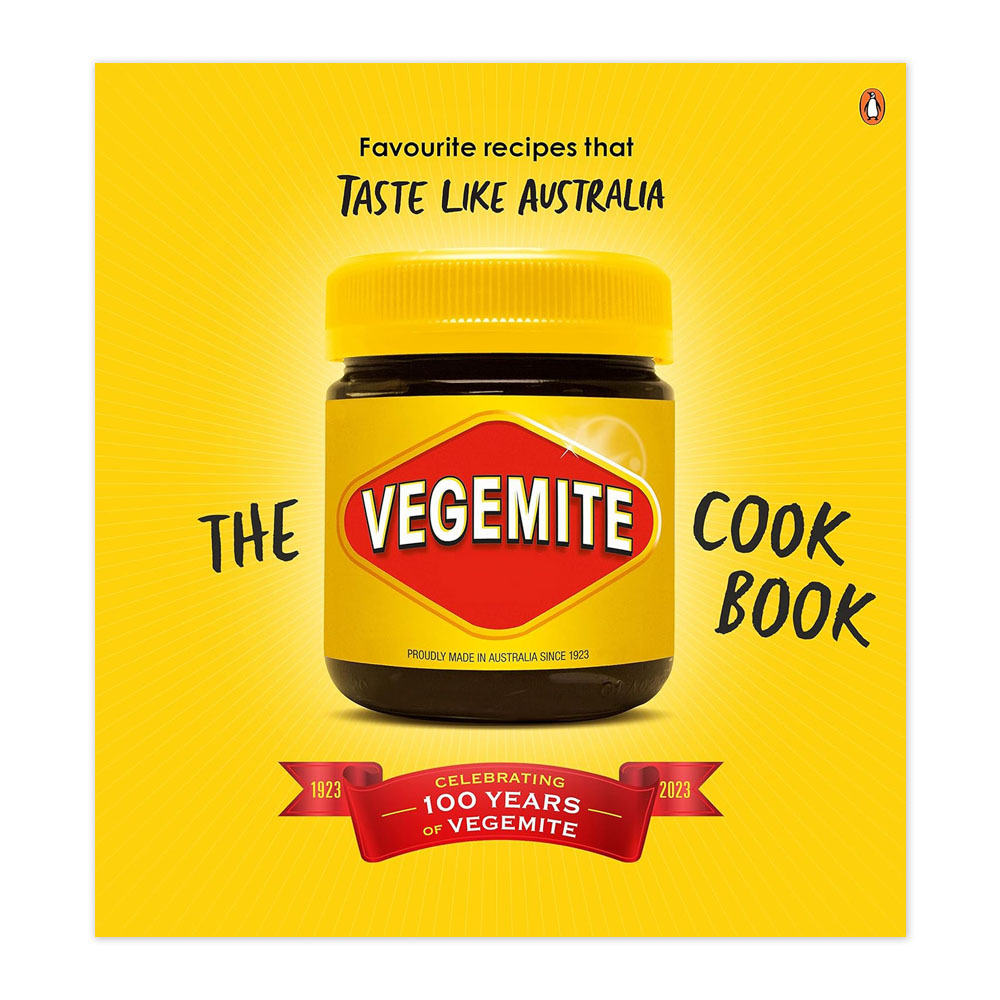 Favourite recipes that
TASTE LIKE AUSTRALIA
THE
VEGEMITE
COOK
BOOK
PROUDLY MADE IN AUSTRALIA SINCE 1923
1923
CELEBRATING
100 YEARS
OF VEGEMITE
2023